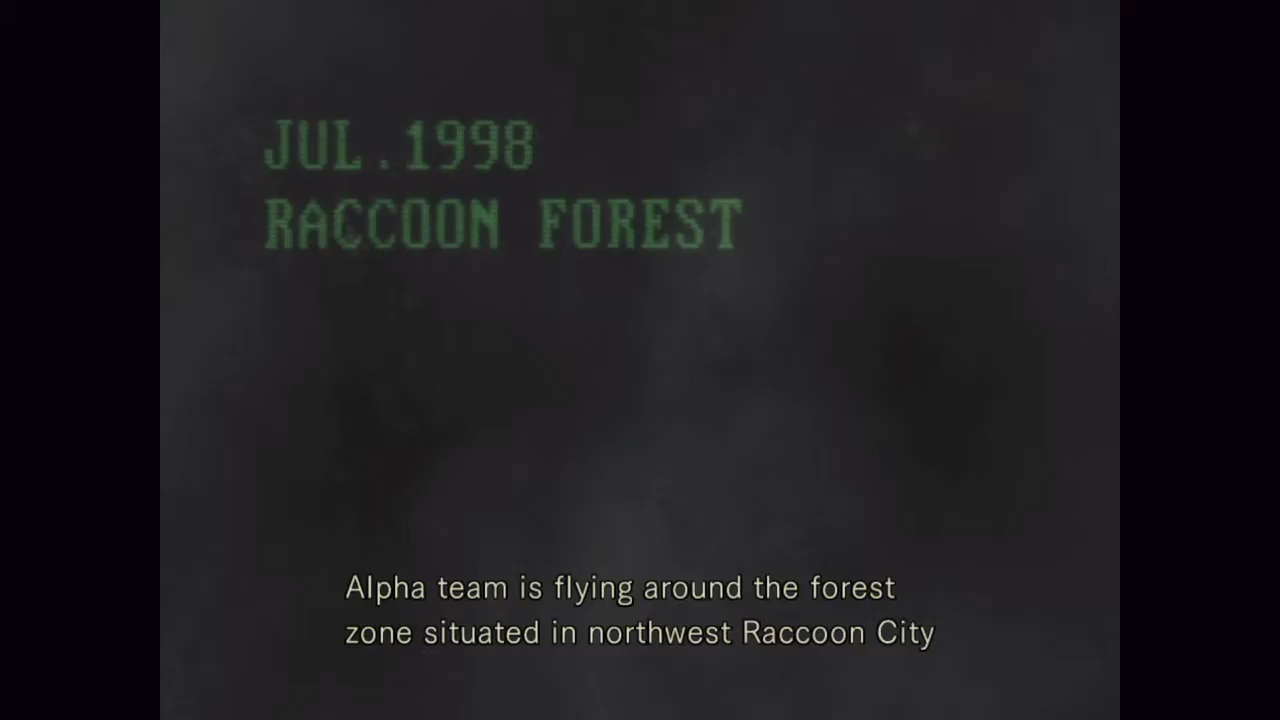 JUL.1998
RACCOON FOREST
Alpha team is flying around the forest
zone situated in northwest Raccoon City